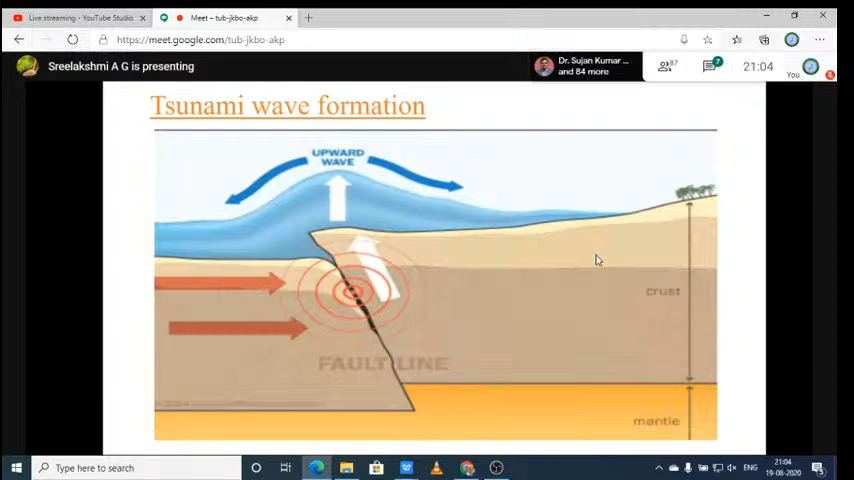 Live streaming - YouTube Studio
Meet – tub-jkbo-akp
https://meet.google.com/tub-jkbo-akp
Sreelakshmi A G is presenting
Dr. Sujan Kumar ...
and 84 more
87
7
21:04
You
Tsunami wave formation
UPWARD
WAVE
crust
FAULT LINE
mantle
Type here to search
ENG
21:04
19-08-2020
5